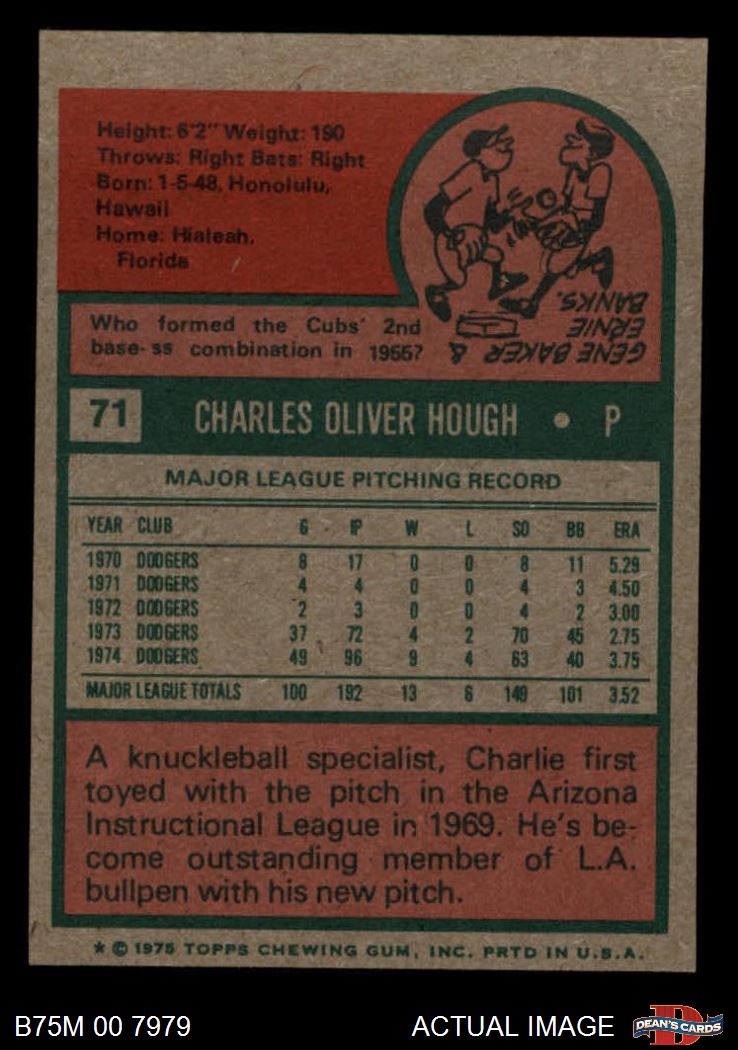 Height: 6'2" Weight: 190
Throws: Right Bats: Right
Born: 1-5-48, Honolulu,
Hawaii
Home: Hialeah,
Florida
GENE BAKER &
ERNIE
BANKS.
Who formed the Cubs' 2nd
base-ss combination in 1955?
71 CHARLES OLIVER HOUGH • P
MAJOR LEAGUE PITCHING RECORD
YEAR CLUB G IP W L SO BB ERA
1970 DODGERS 8 17 0 0 8 11 5.29
1971 DODGERS 4 4 0 0 4 3 4.50
1972 DODGERS 2 3 0 0 4 2 3.00
1973 DODGERS 37 72 4 2 70 45 2.75
1974 DODGERS 49 96 9 4 63 40 3.75
MAJOR LEAGUE TOTALS 100 192 13 6 149 101 3.52
A knuckleball specialist, Charlie first
toyed with the pitch in the Arizona
Instructional League in 1969. He's be-
come outstanding member of L.A.
bullpen with his new pitch.
* © 1975 TOPPS CHEWING GUM, INC. PRTD IN U.S.A.
B75M 00 7979 ACTUAL IMAGE DEAN'S CARDS